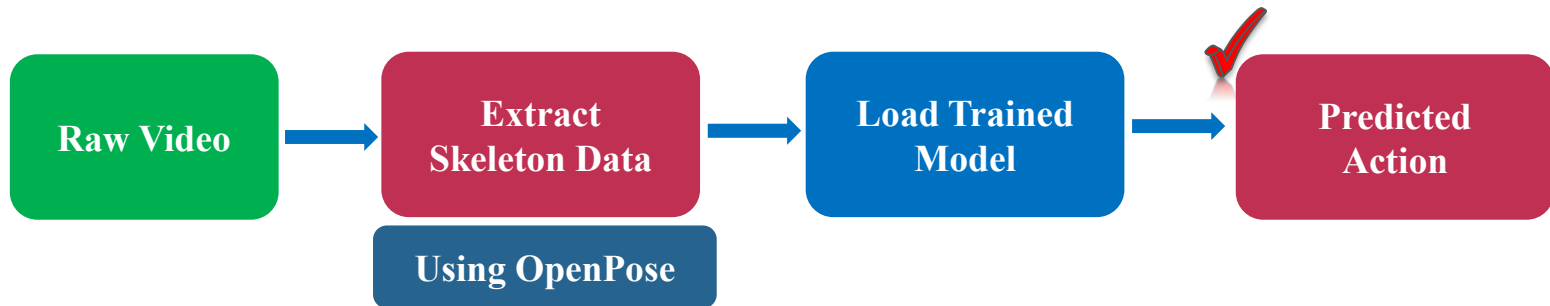 Raw Video
Extract
Skeleton Data
Using OpenPose
Load Trained
Model
Predicted
Action